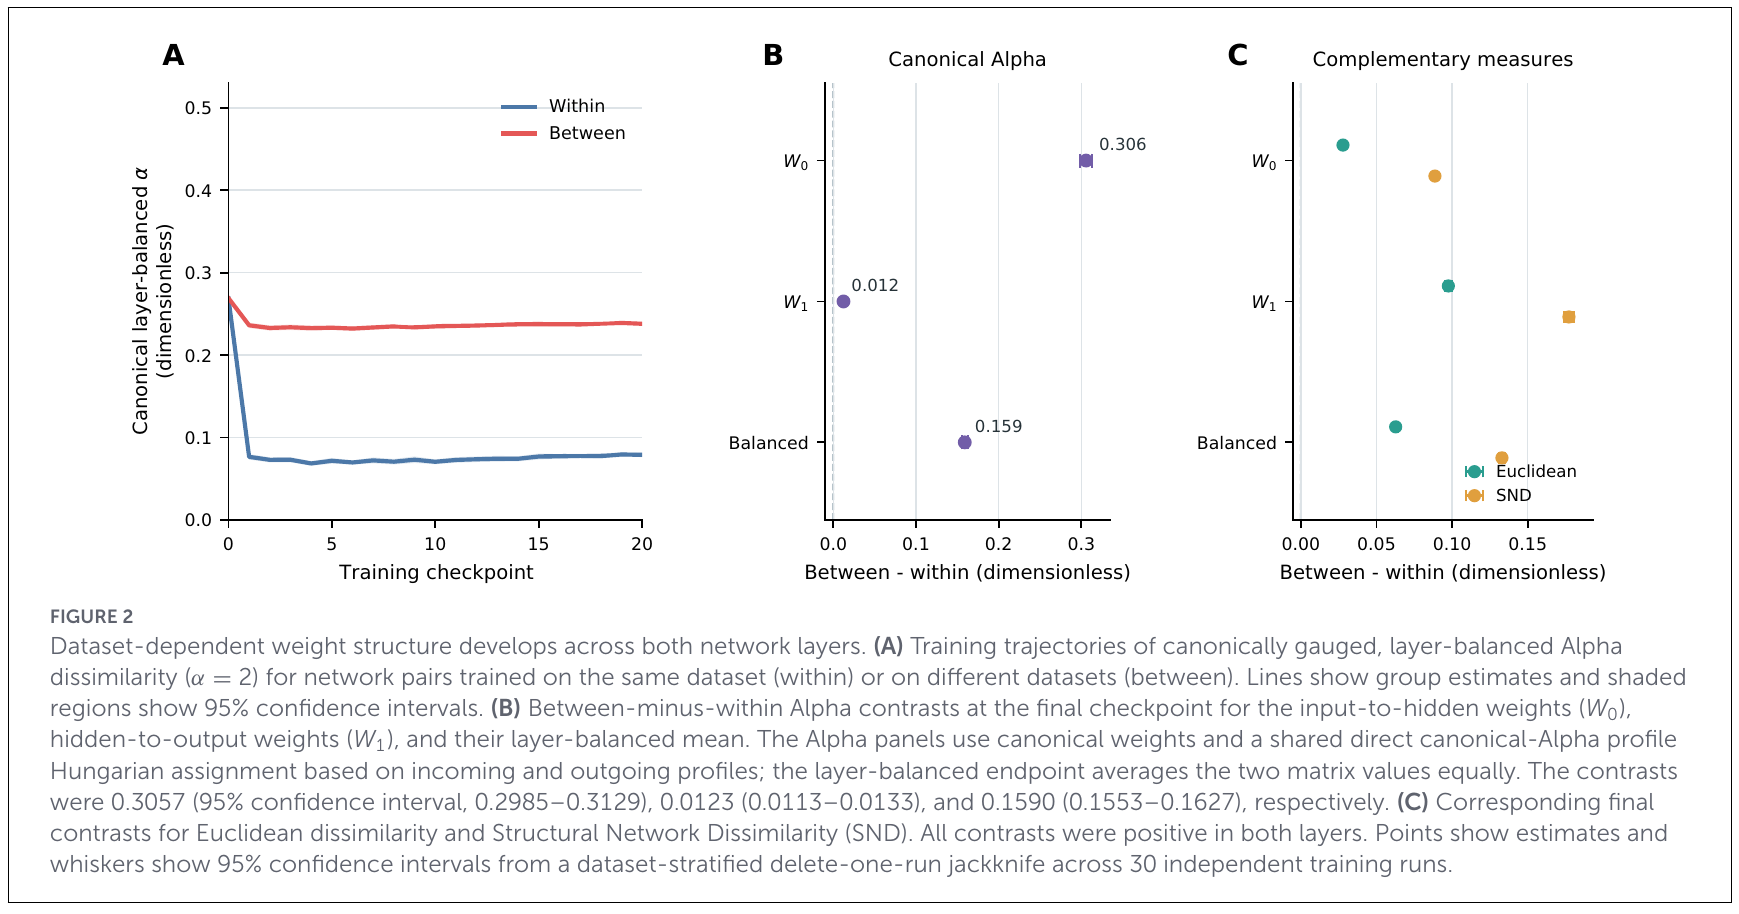 A
Canonical layer-balanced α
(dimensionless)
0.5
0.4
0.3
0.2
0.1
0.0
0 5 10 15 20
Training checkpoint
Within
Between
B
Canonical Alpha
W0
W1
Balanced
0.306
0.012
0.159
0.0 0.1 0.2 0.3
Between - within (dimensionless)
C
Complementary measures
W0
W1
Balanced
Euclidean
SND
0.00 0.05 0.10 0.15
Between - within (dimensionless)
FIGURE 2
Dataset-dependent weight structure develops across both network layers. (A) Training trajectories of canonically gauged, layer-balanced Alpha
dissimilarity (α = 2) for network pairs trained on the same dataset (within) or on different datasets (between). Lines show group estimates and shaded
regions show 95% confidence intervals. (B) Between-minus-within Alpha contrasts at the final checkpoint for the input-to-hidden weights (W0),
hidden-to-output weights (W1), and their layer-balanced mean. The Alpha panels use canonical weights and a shared direct canonical-Alpha profile
Hungarian assignment based on incoming and outgoing profiles; the layer-balanced endpoint averages the two matrix values equally. The contrasts
were 0.3057 (95% confidence interval, 0.2985–0.3129), 0.0123 (0.0113–0.0133), and 0.1590 (0.1553–0.1627), respectively. (C) Corresponding final
contrasts for Euclidean dissimilarity and Structural Network Dissimilarity (SND). All contrasts were positive in both layers. Points show estimates and
whiskers show 95% confidence intervals from a dataset-stratified delete-one-run jackknife across 30 independent training runs.